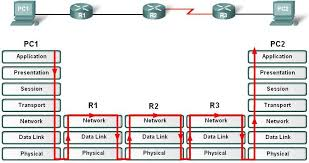 PC1 R1 R2 R3 PC2
PC1 PC2
Application Application
Presentation Presentation
Session Session
Transport R1 R2 R3 Transport
Network Network Network Network Network
Data Link Data Link Data Link Data Link Data Link
Physical Physical Physical Physical Physical